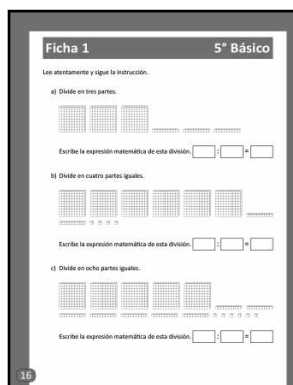 Ficha 1 5° Básico
Lee atentamente y sigue la instrucción.
a) Divide en tres partes.
Escribe la expresión matemática de esta división. : =
b) Divide en cuatro partes iguales.
Escribe la expresión matemática de esta división. : =
c) Divide en ocho partes iguales.
Escribe la expresión matemática de esta división. : =
16